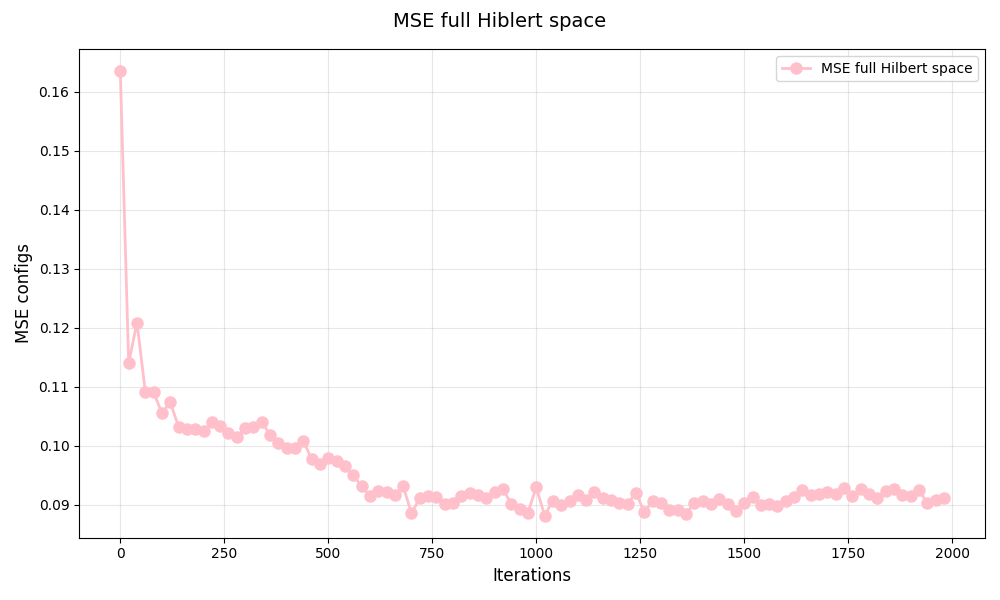 MSE full Hiblert space
MSE full Hilbert space
0.16
0.15
0.14
0.13
0.12
0.11
0.10
0.09
MSE configs
0 250 500 750 1000 1250 1500 1750 2000
Iterations